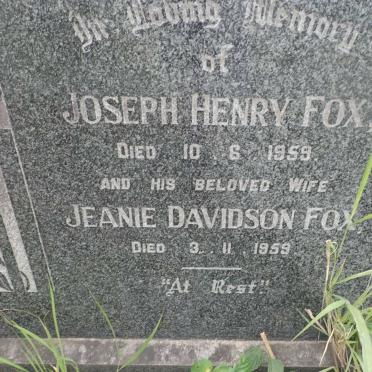 In Loving Memory
of
JOSEPH HENRY FOX,
DIED 10 . 6 . 1959.
AND HIS BELOVED WIFE
JEANIE DAVIDSON FOX
DIED 3. 11. 1959
"At Rest"